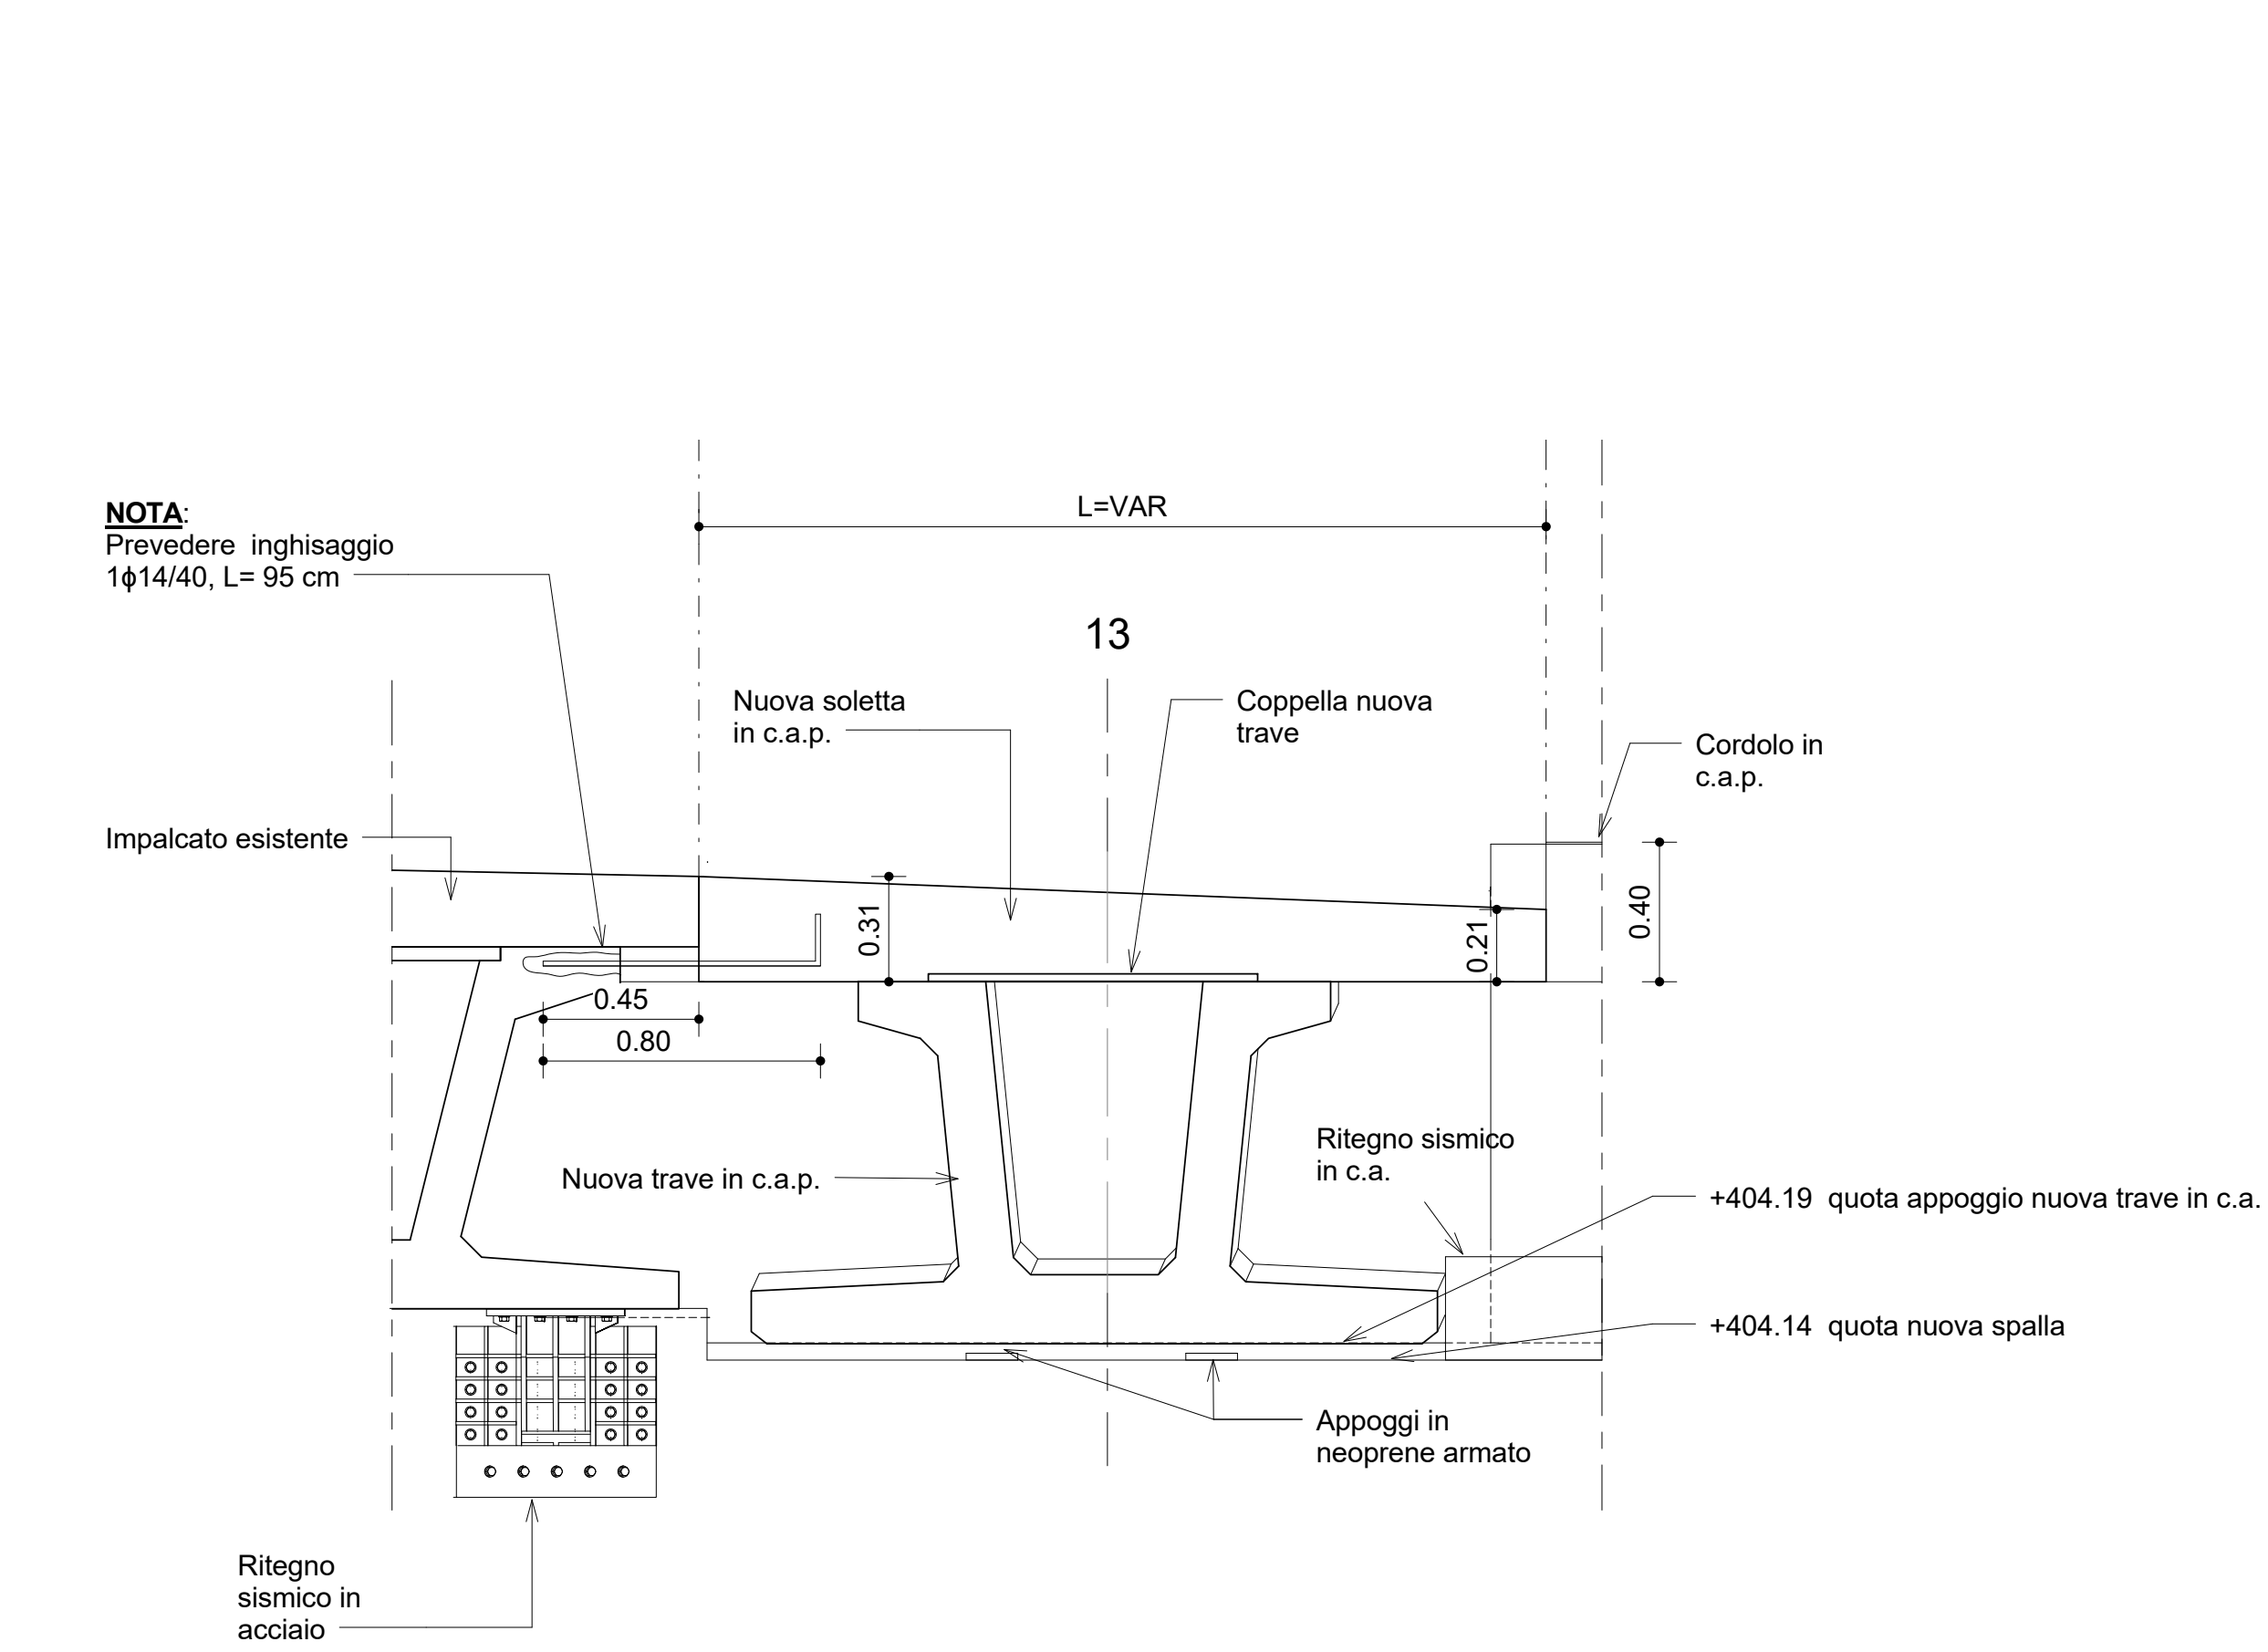 L=VAR
NOTA:
Prevedere  inghisaggio
1ϕ14/40, L= 95 cm
13
Nuova soletta
in c.a.p.
Coppella nuova
trave
Cordolo in
c.a.p.
Impalcato esistente
0.31
0.21
0.40
0.45
0.80
Ritegno sismico
in c.a.
Nuova trave in c.a.p.
+404.19  quota appoggio nuova trave in c.a.
+404.14  quota nuova spalla
Appoggi in
neoprene armato
Ritegno
sismico in
acciaio